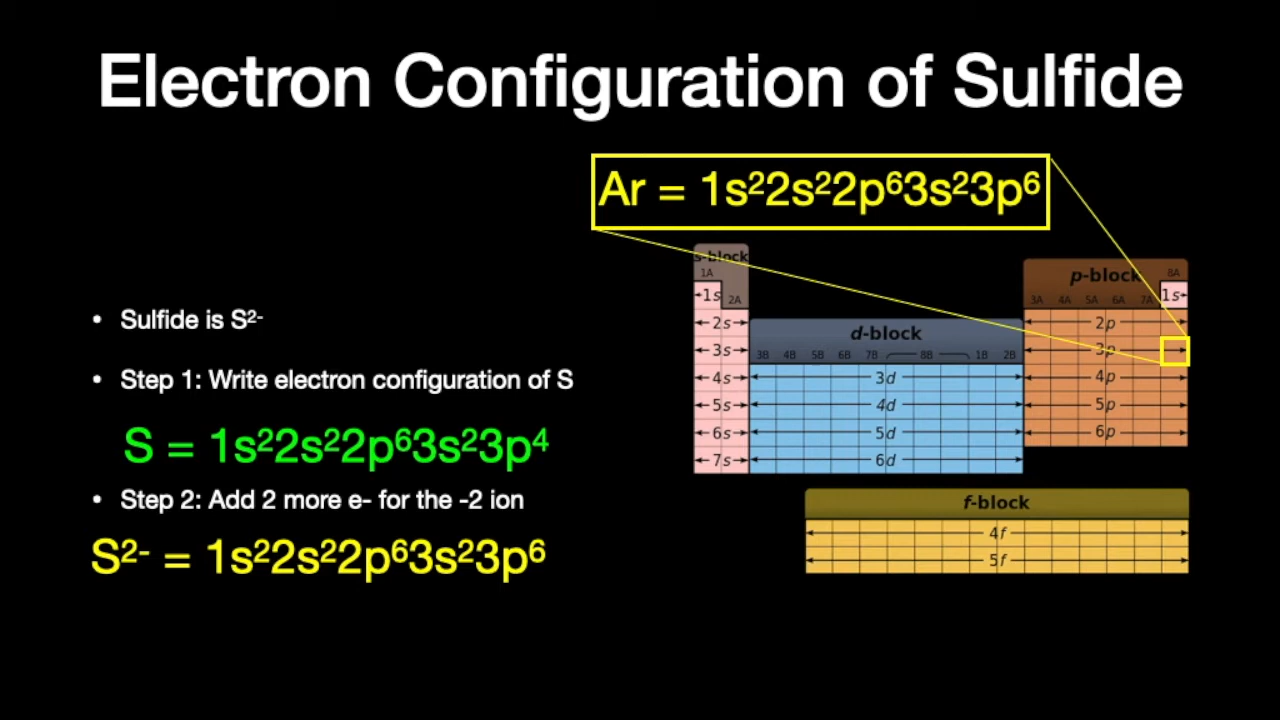 Electron Configuration of Sulfide
Ar = 1s²2s²2p⁶3s²3p⁶
• Sulfide is S²⁻
• Step 1: Write electron configuration of S
S = 1s²2s²2p⁶3s²3p⁴
• Step 2: Add 2 more e- for the -2 ion
S²⁻ = 1s²2s²2p⁶3s²3p⁶
s-block
1A
2A
1s
2s
3s
4s
5s
6s
7s
d-block
3B 4B 5B 6B 7B 8B 1B 2B
3d
4d
5d
6d
p-block
8A
3A 4A 5A 6A 7A
1s
2p
3p
4p
5p
6p
f-block
4f
5f